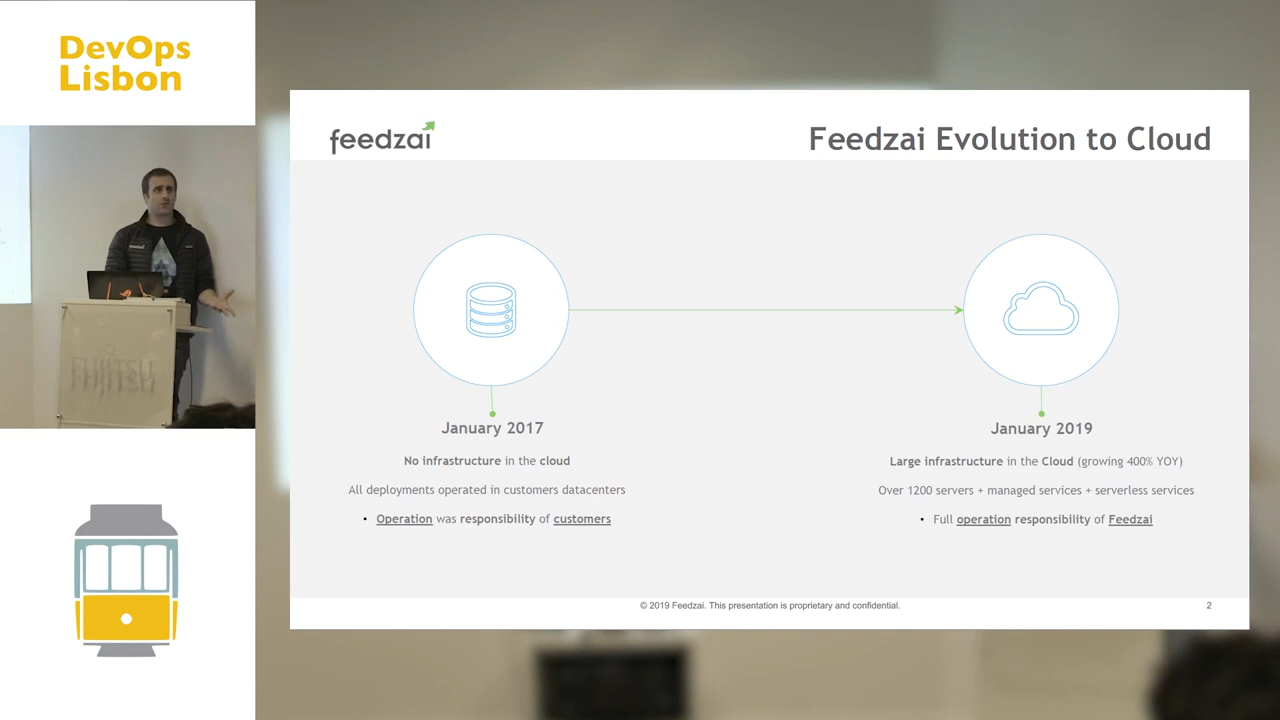 DevOps
Lisbon
FUJITSU
feedzai
Feedzai Evolution to Cloud
January 2017
No infrastructure in the cloud
All deployments operated in customers datacenters
• Operation was responsibility of customers
January 2019
Large infrastructure in the Cloud (growing 400% YOY)
Over 1200 servers + managed services + serverless services
• Full operation responsibility of Feedzai
© 2019 Feedzai. This presentation is proprietary and confidential.
2